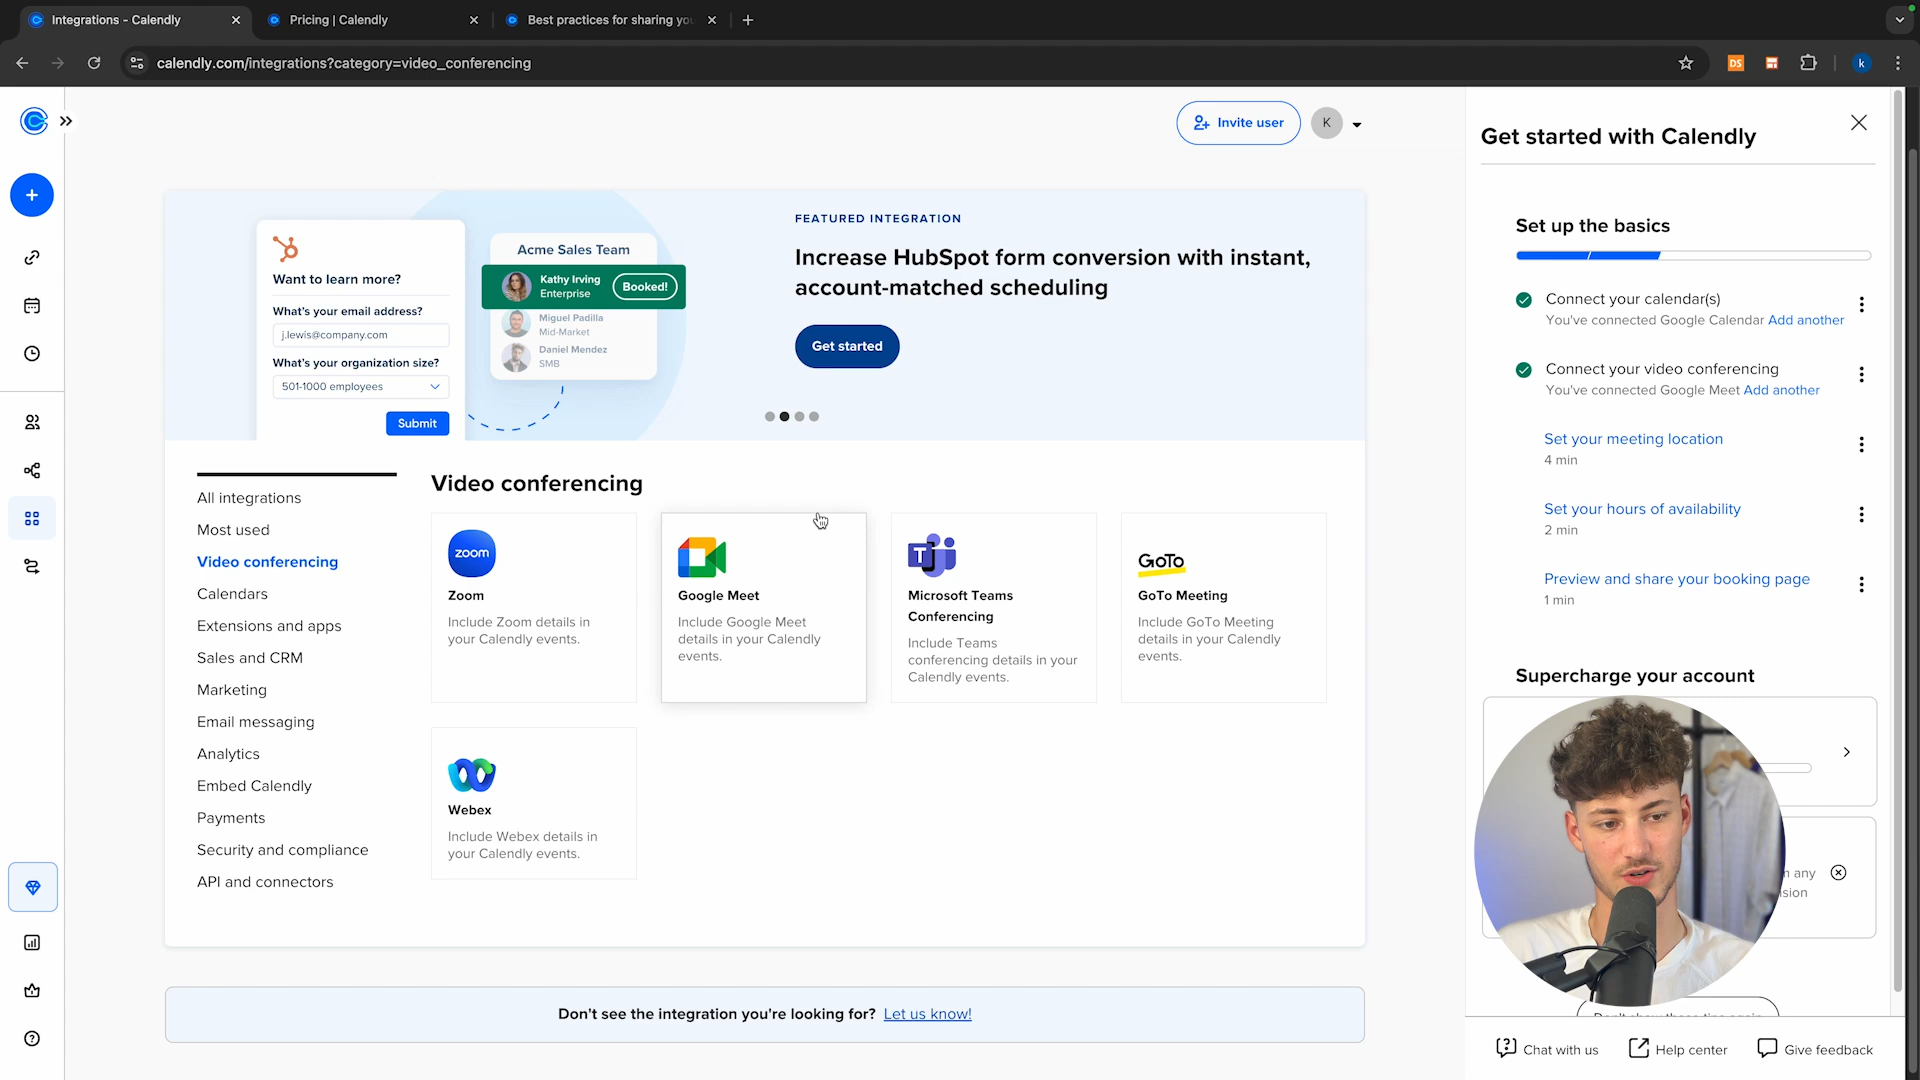 Integrations - Calendly
Pricing | Calendly
Best practices for sharing you
calendly.com/integrations?category=video_conferencing
DS
k
Invite user
K
Want to learn more?
What's your email address?
j.lewis@company.com
What's your organization size?
501-1000 employees
Submit
Acme Sales Team
Kathy Irving
Enterprise
Booked!
Miguel Padilla
Mid-Market
Daniel Mendez
SMB
FEATURED INTEGRATION
Increase HubSpot form conversion with instant,
account-matched scheduling
Get started
All integrations
Most used
Video conferencing
Calendars
Extensions and apps
Sales and CRM
Marketing
Email messaging
Analytics
Embed Calendly
Payments
Security and compliance
API and connectors
Video conferencing
zoom
Zoom
Include Zoom details in
your Calendly events.
Google Meet
Include Google Meet
details in your Calendly
events.
T
Microsoft Teams
Conferencing
Include Teams
conferencing details in your
Calendly events.
GoTo
GoTo Meeting
Include GoTo Meeting
details in your Calendly
events.
Webex
Include Webex details in
your Calendly events.
Don't see the integration you're looking for? Let us know!
Get started with Calendly
Set up the basics
Connect your calendar(s)
You've connected Google Calendar Add another
Connect your video conferencing
You've connected Google Meet Add another
Set your meeting location
4 min
Set your hours of availability
2 min
Preview and share your booking page
1 min
Supercharge your account
any
Chat with us
Help center
Give feedback